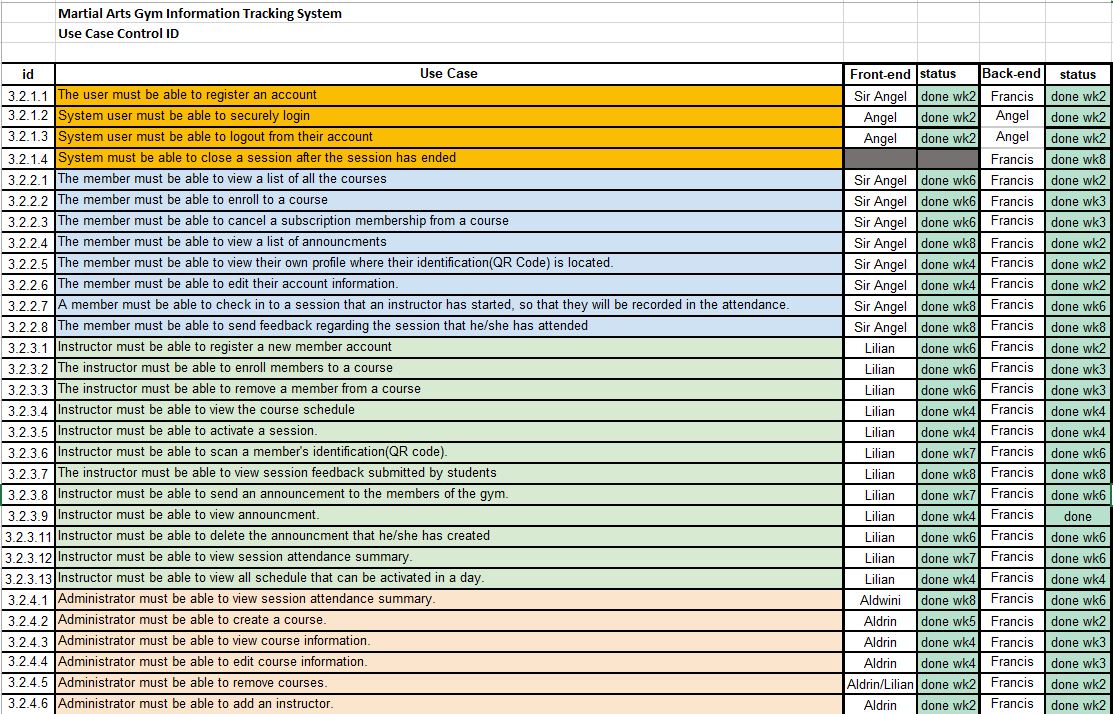 Martial Arts Gym Information Tracking System
Use Case Control ID
id Use Case Front-end status Back-end status
3.2.1.1 The user must be able to register an account Sir Angel done wk2 Francis done wk2
3.2.1.2 System user must be able to securely login Angel done wk2 Angel done wk2
3.2.1.3 System user must be able to logout from their account Angel done wk2 Angel done wk2
3.2.1.4 System must be able to close a session after the session has ended Francis done wk8
3.2.2.1 The member must be able to view a list of all the courses Sir Angel done wk6 Francis done wk2
3.2.2.2 The member must be able to enroll to a course Sir Angel done wk6 Francis done wk3
3.2.2.3 The member must be able to cancel a subscription membership from a course Sir Angel done wk6 Francis done wk3
3.2.2.4 The member must be able to view a list of announcments Sir Angel done wk8 Francis done wk2
3.2.2.5 The member must be able to view their own profile where their identification(QR Code) is located. Sir Angel done wk4 Francis done wk2
3.2.2.6 The member must be able to edit their account information. Sir Angel done wk4 Francis done wk2
3.2.2.7 A member must be able to check in to a session that an instructor has started, so that they will be recorded in the attendance. Sir Angel done wk8 Francis done wk6
3.2.2.8 The member must be able to send feedback regarding the session that he/she has attended Sir Angel done wk8 Francis done wk8
3.2.3.1 Instructor must be able to register a new member account Lilian done wk6 Francis done wk2
3.2.3.2 The instructor must be able to enroll members to a course Lilian done wk6 Francis done wk3
3.2.3.3 The instructor must be able to remove a member from a course Lilian done wk6 Francis done wk3
3.2.3.4 Instructor must be able to view the course schedule Lilian done wk4 Francis done wk4
3.2.3.5 Instructor must be able to activate a session. Lilian done wk4 Francis done wk4
3.2.3.6 Instructor must be able to scan a member's identification(QR code). Lilian done wk7 Francis done wk6
3.2.3.7 The instructor must be able to view session feedback submitted by students Lilian done wk8 Francis done wk8
3.2.3.8 Instructor must be able to send an announcement to the members of the gym. Lilian done wk7 Francis done wk6
3.2.3.9 Instructor must be able to view announcment. Lilian done wk4 Francis done
3.2.3.11 Instructor must be able to delete the announcment that he/she has created Lilian done wk6 Francis done wk6
3.2.3.12 Instructor must be able to view session attendance summary. Lilian done wk7 Francis done wk6
3.2.3.13 Instructor must be able to view all schedule that can be activated in a day. Lilian done wk4 Francis done wk4
3.2.4.1 Administrator must be able to view session attendance summary. Aldwini done wk8 Francis done wk6
3.2.4.2 Administrator must be able to create a course. Aldrin done wk5 Francis done wk2
3.2.4.3 Administrator must be able to view course information. Aldrin done wk4 Francis done wk3
3.2.4.4 Administrator must be able to edit course information. Aldrin done wk4 Francis done wk3
3.2.4.5 Administrator must be able to remove courses. Aldrin/Lilian done wk2 Francis done wk2
3.2.4.6 Administrator must be able to add an instructor. Aldrin done wk2 Francis done wk2